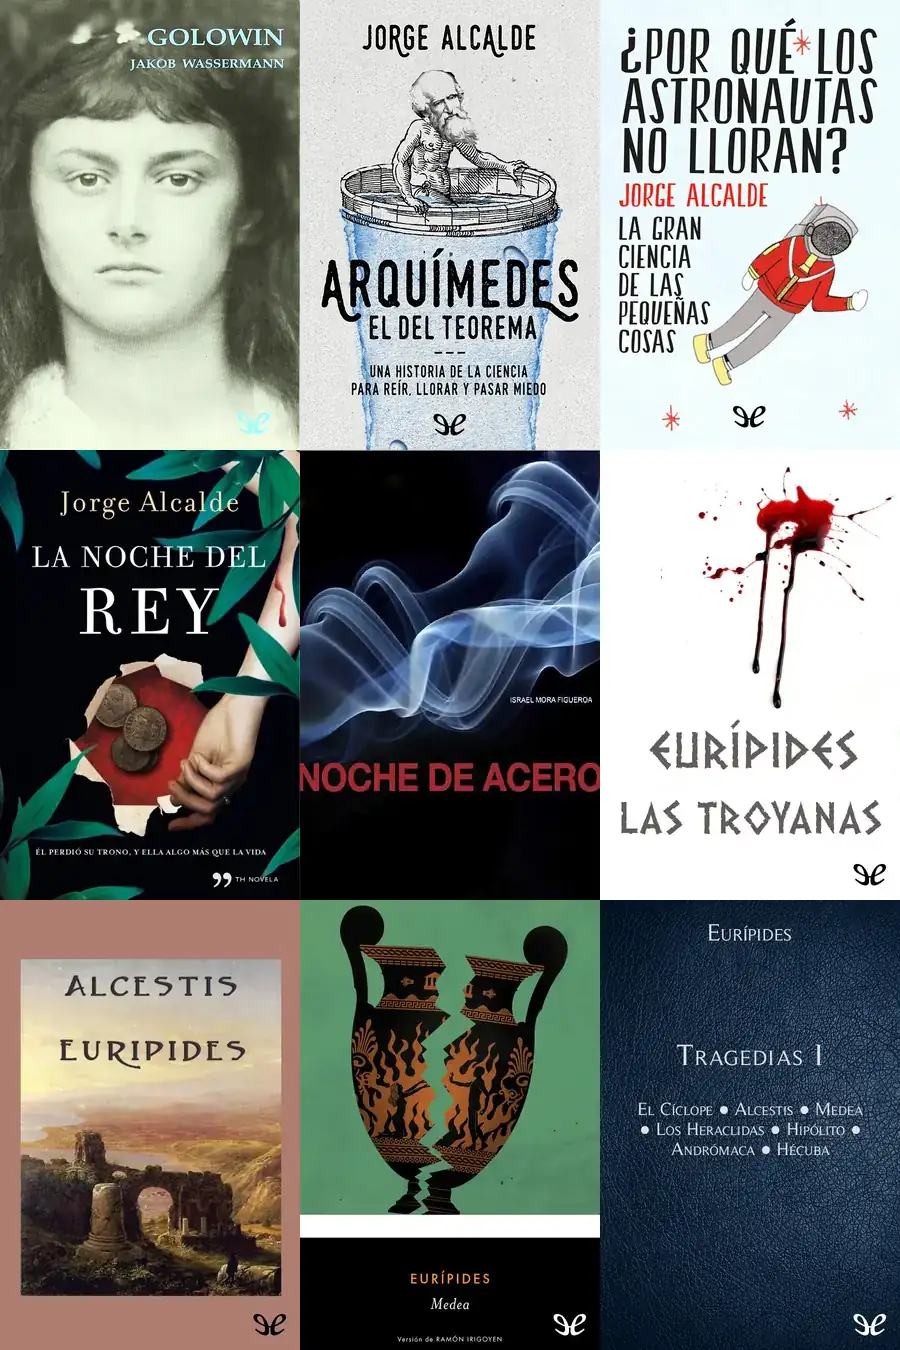 GOLOWIN
JAKOB WASSERMANN
JORGE ALCALDE
ARQUÍMEDES
EL DEL TEOREMA
UNA HISTORIA DE LA CIENCIA
PARA REÍR, LLORAR Y PASAR MIEDO
¿POR QUÉ LOS
ASTRONAUTAS
NO LLORAN?
JORGE ALCALDE
LA GRAN
CIENCIA
DE LAS
PEQUEÑAS
COSAS
Jorge Alcalde
LA NOCHE DEL
REY
ÉL PERDIÓ SU TRONO, Y ELLA ALGO MÁS QUE LA VIDA
TH NOVELA
ISRAEL MORA FIGUEROA
NOCHE DE ACERO
EURÍPIDES
LAS TROYANAS
ALCESTIS
EURIPIDES
EURÍPIDES
Medea
Versión de RAMÓN IRIGOYEN
EURÍPIDES
TRAGEDIAS I
EL CÍCLOPE ● ALCESTIS ● MEDEA
● LOS HERACLIDAS ● HIPÓLITO ●
ANDRÓMACA ● HÉCUBA